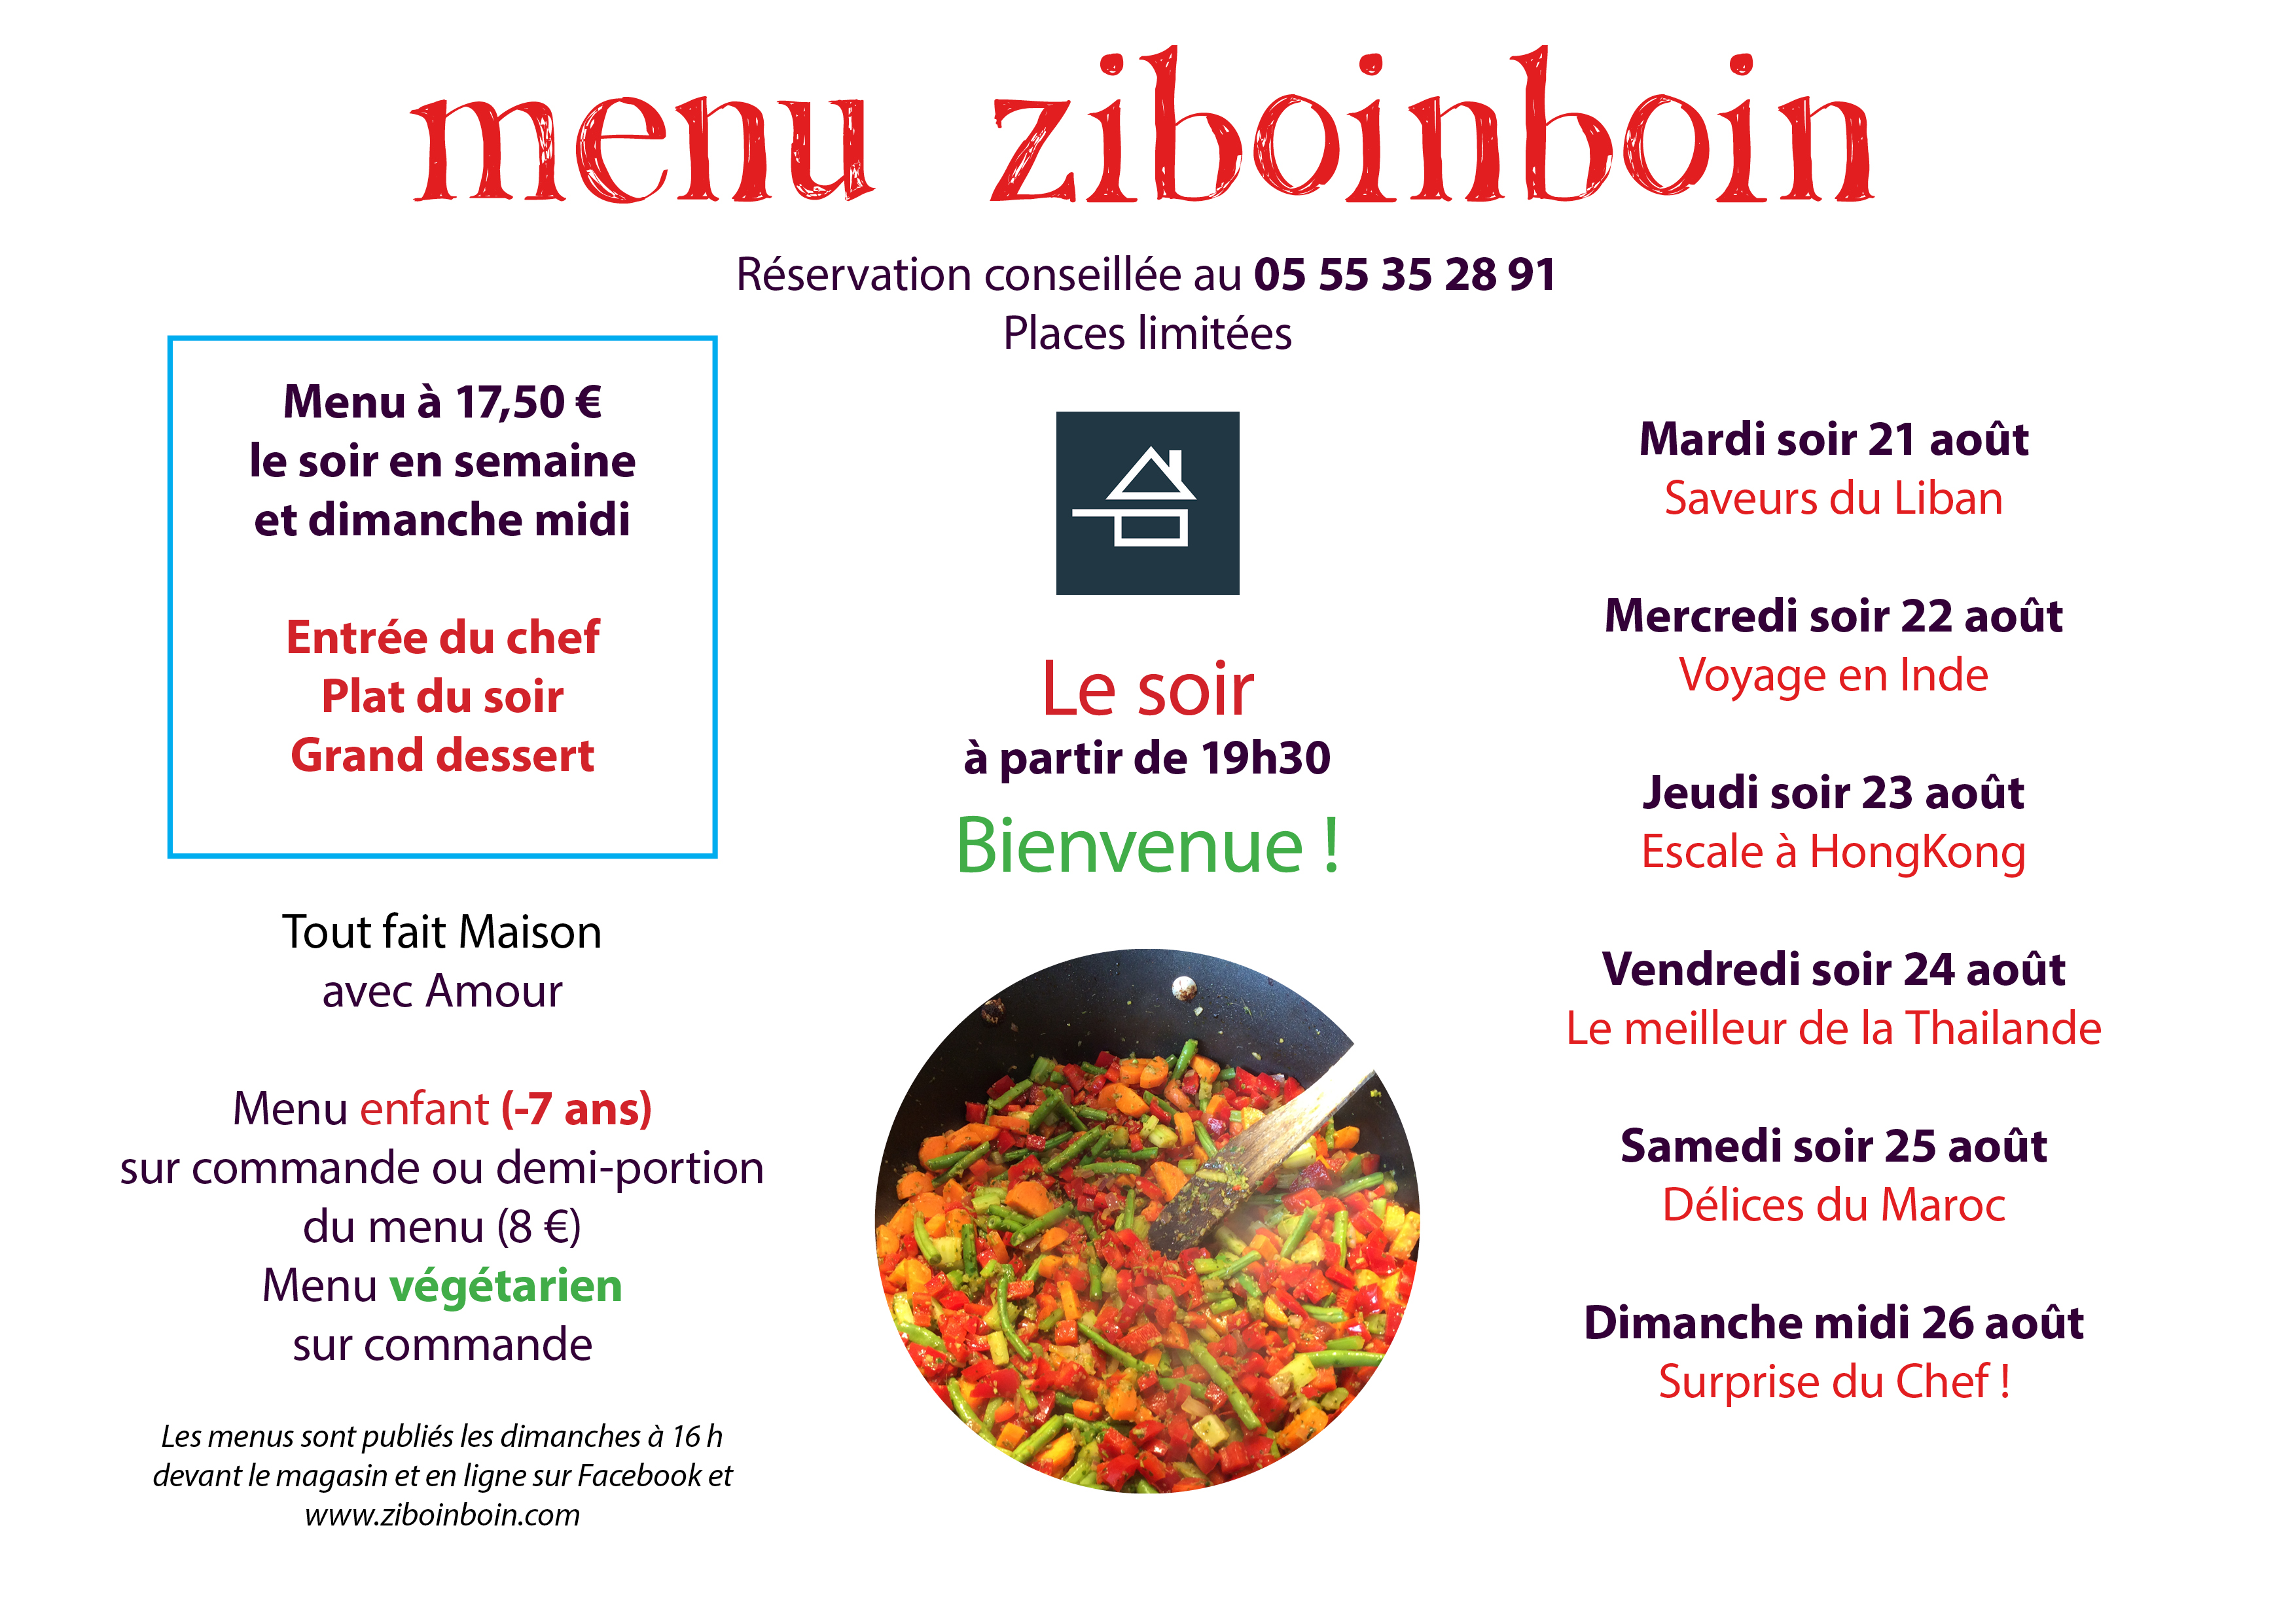 menu ziboinboin
Réservation conseillée au 05 55 35 28 91
Places limitées
Menu à 17,50 €
le soir en semaine
et dimanche midi
Entrée du chef
Plat du soir
Grand dessert
Tout fait Maison
avec Amour
Menu enfant (-7 ans)
sur commande ou demi-portion
du menu (8 €)
Menu végétarien
sur commande
Les menus sont publiés les dimanches à 16 h
devant le magasin et en ligne sur Facebook et
www.ziboinboin.com
Le soir
à partir de 19h30
Bienvenue !
Mardi soir 21 août
Saveurs du Liban
Mercredi soir 22 août
Voyage en Inde
Jeudi soir 23 août
Escale à HongKong
Vendredi soir 24 août
Le meilleur de la Thailande
Samedi soir 25 août
Délices du Maroc
Dimanche midi 26 août
Surprise du Chef !